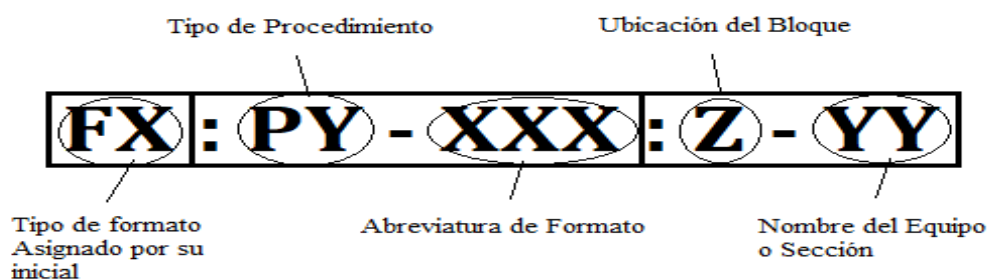 Tipo de Procedimiento
Ubicación del Bloque
FX : PY - XXX : Z - YY
Tipo de formato
Asignado por su
inicial
Abreviatura de Formato
Nombre del Equipo
o Sección